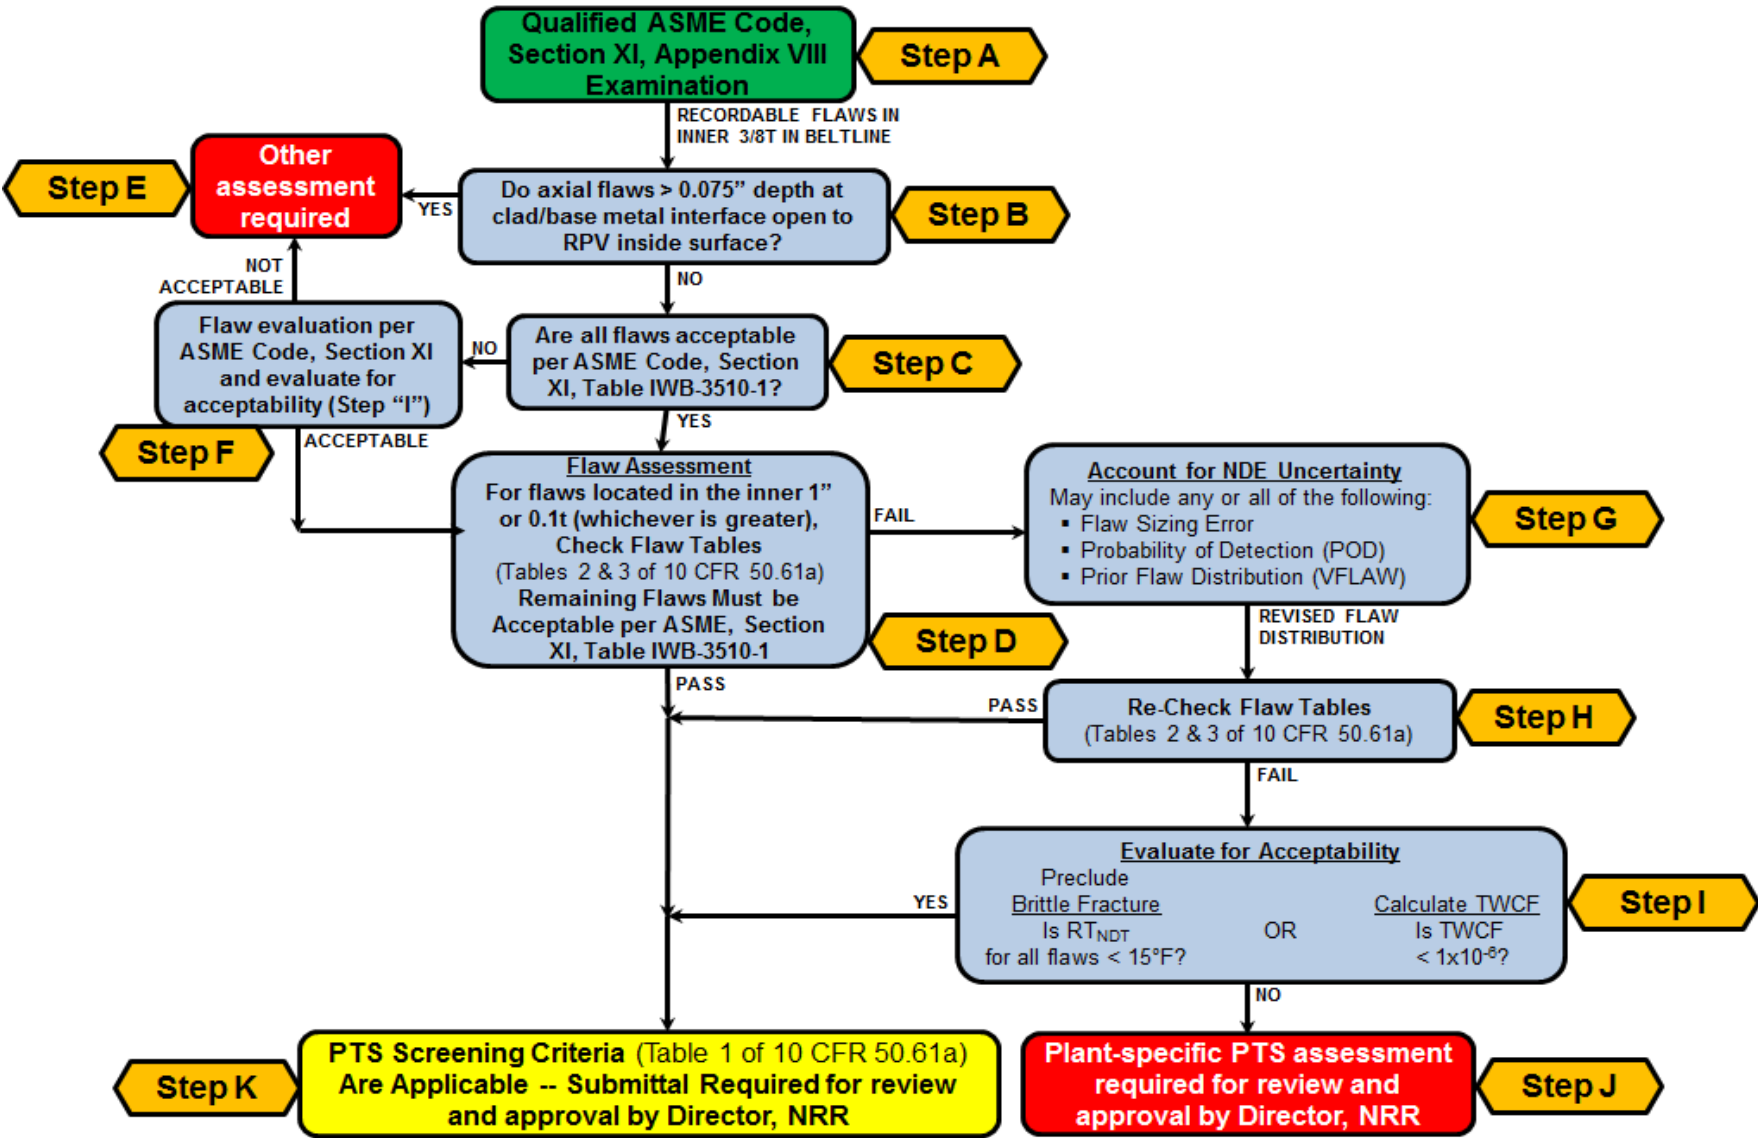 Qualified ASME Code,
Section XI, Appendix VIII
Examination
Step A
RECORDABLE FLAWS IN
INNER 3/8T IN BELTLINE
Other
assessment
required
Step E
YES
Do axial flaws > 0.075” depth at
clad/base metal interface open to
RPV inside surface?
Step B
NOT
ACCEPTABLE
NO
Flaw evaluation per
ASME Code, Section XI
and evaluate for
acceptability (Step “I”)
NO
Are all flaws acceptable
per ASME Code, Section
XI, Table IWB-3510-1?
Step C
YES
ACCEPTABLE
Step F
Flaw Assessment
For flaws located in the inner 1”
or 0.1t (whichever is greater),
Check Flaw Tables
(Tables 2 & 3 of 10 CFR 50.61a)
Remaining Flaws Must be
Acceptable per ASME, Section
XI, Table IWB-3510-1
Step D
FAIL
Account for NDE Uncertainty
May include any or all of the following:
▪ Flaw Sizing Error
▪ Probability of Detection (POD)
▪ Prior Flaw Distribution (VFLAW)
Step G
REVISED FLAW
DISTRIBUTION
PASS
PASS
Re-Check Flaw Tables
(Tables 2 & 3 of 10 CFR 50.61a)
Step H
FAIL
Evaluate for Acceptability
Preclude
Brittle Fracture
Is RT_NDT
for all flaws < 15°F?
OR
Calculate TWCF
Is TWCF
< 1x10⁻⁶?
Step I
YES
NO
PTS Screening Criteria (Table 1 of 10 CFR 50.61a)
Are Applicable -- Submittal Required for review
and approval by Director, NRR
Step K
Plant-specific PTS assessment
required for review and
approval by Director, NRR
Step J